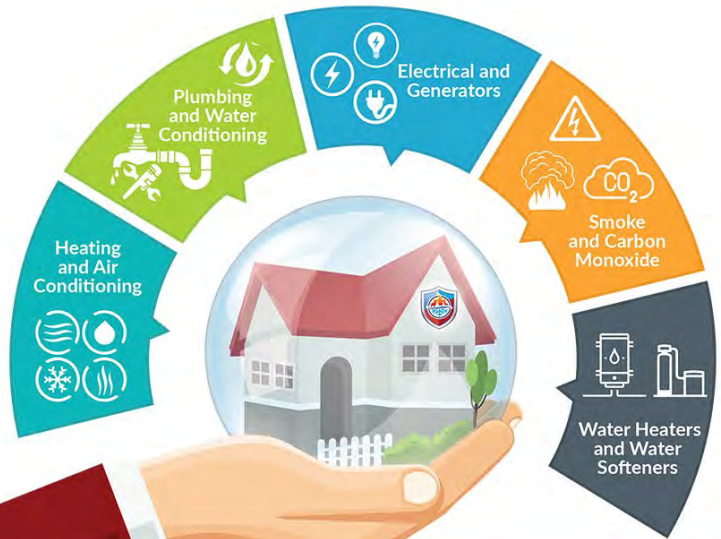 Heating
and Air
Conditioning
Plumbing
and Water
Conditioning
Electrical and
Generators
CO2
Smoke
and Carbon
Monoxide
Water Heaters
and Water
Softeners